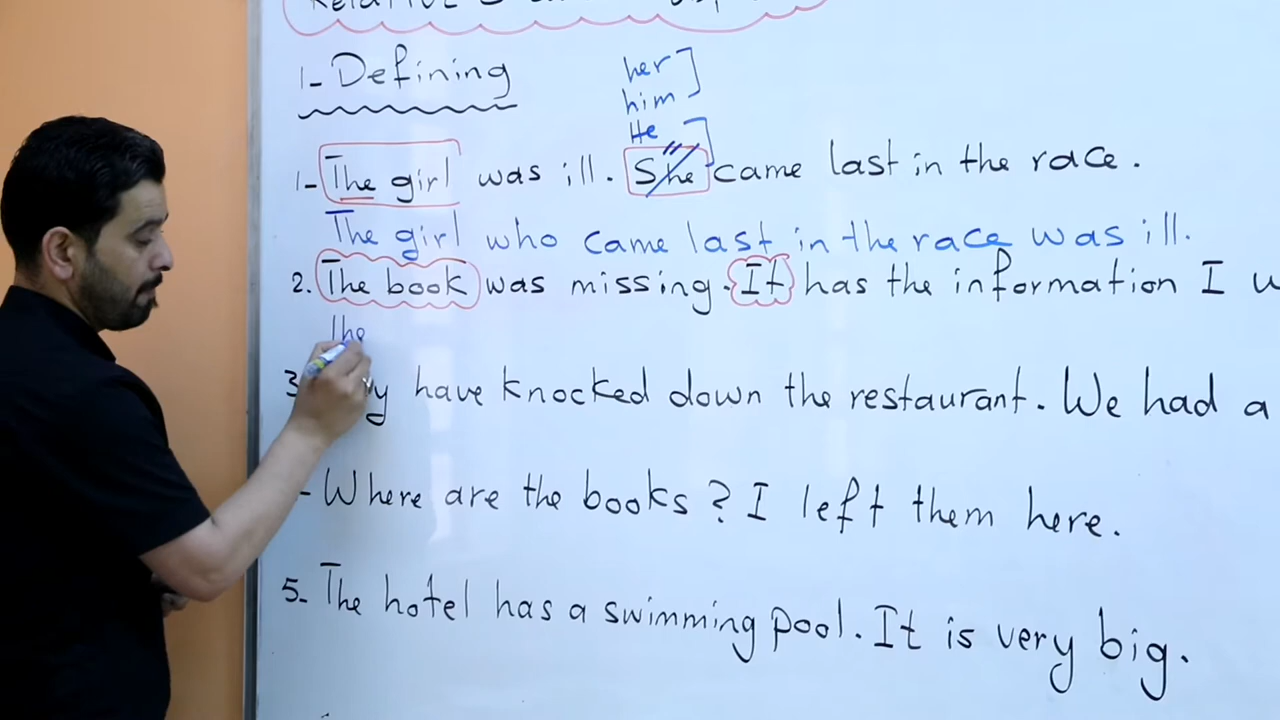 1- Defining
her
him
He
1- The girl was ill. She came last in the race.
The girl who came last in the race was ill.
2. The book was missing. It has the information I
The
3 have knocked down the restaurant. We had a
- Where are the books? I left them here.
5- The hotel has a swimming pool. It is very big.